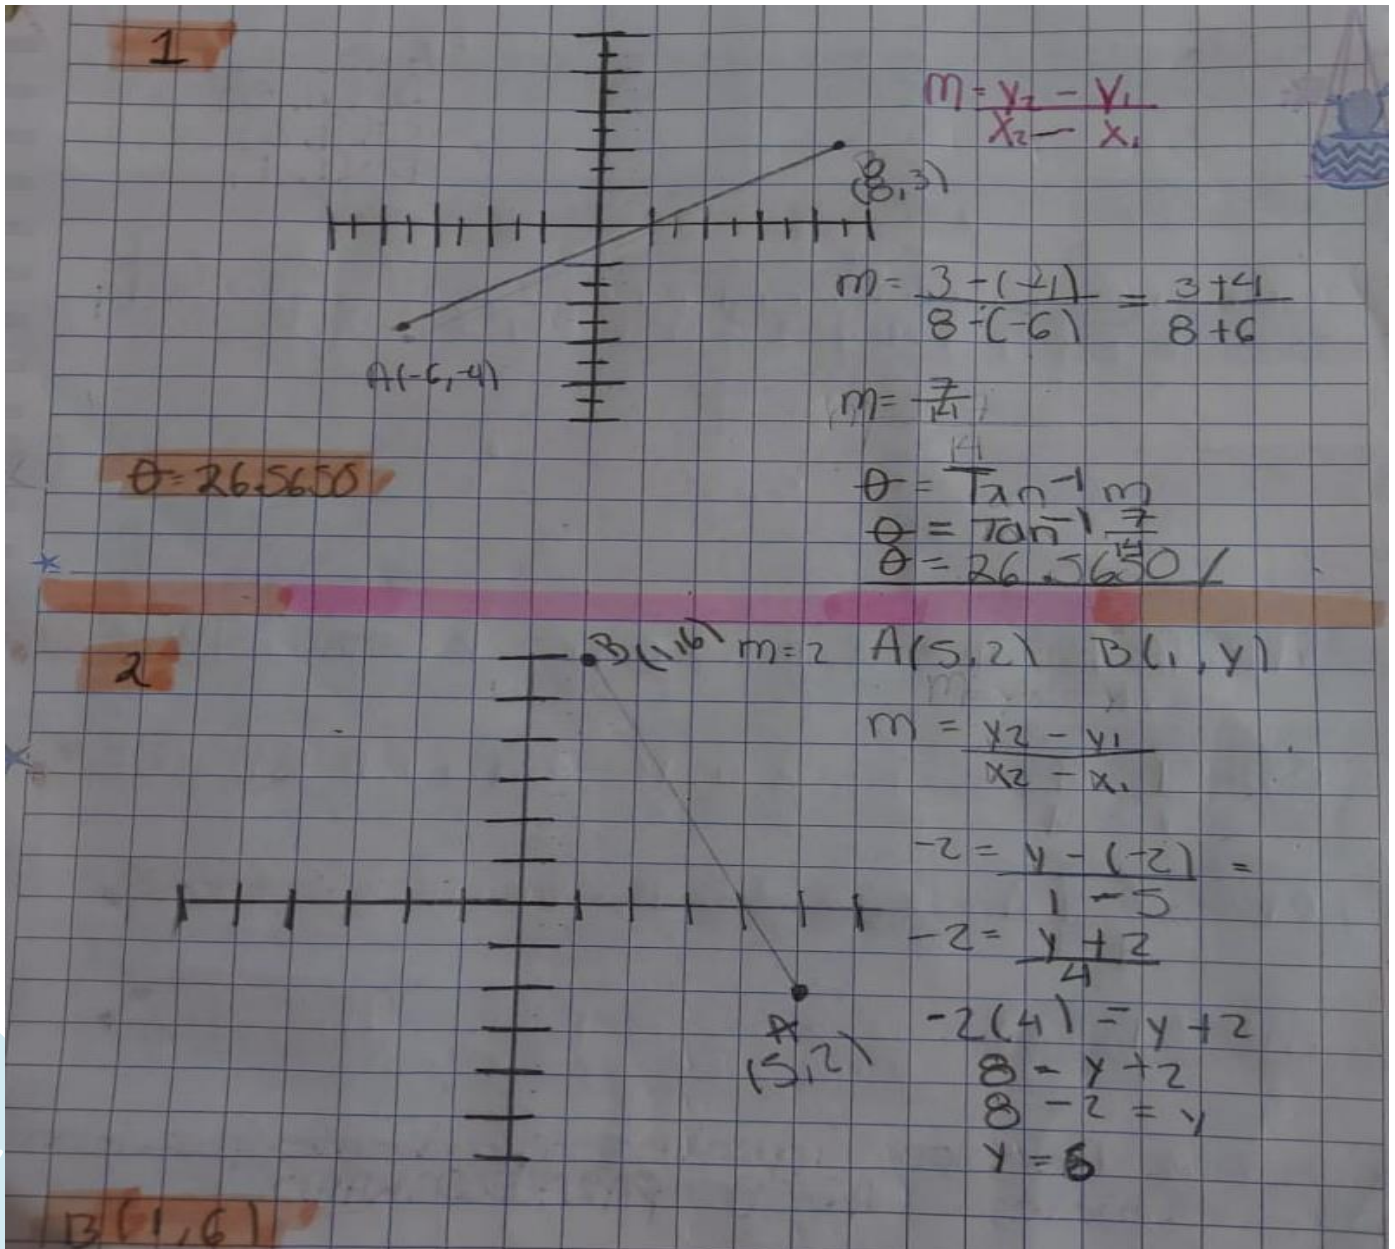 1
m = y₂ - y₁
x₂ - x₁
B
(8,3)
m = 3-(-4) = 3+4
8-(-6) 8+6
A(-6,-4)
m = 7
14
14
θ = 26.5650
θ = Tan⁻¹ m
θ = Tan⁻¹ 7
14
θ = 26.5650
2
B(1,6) m=2 A(5,2) B(1,y)
m = y2 - y1
x2 - x1
-2 = y-(-2) =
1-5
-2 = y+2
4
A
(5,2)
-2(4) = y+2
8 = y+2
8 - 2 = y
y = 6
B(1,6)